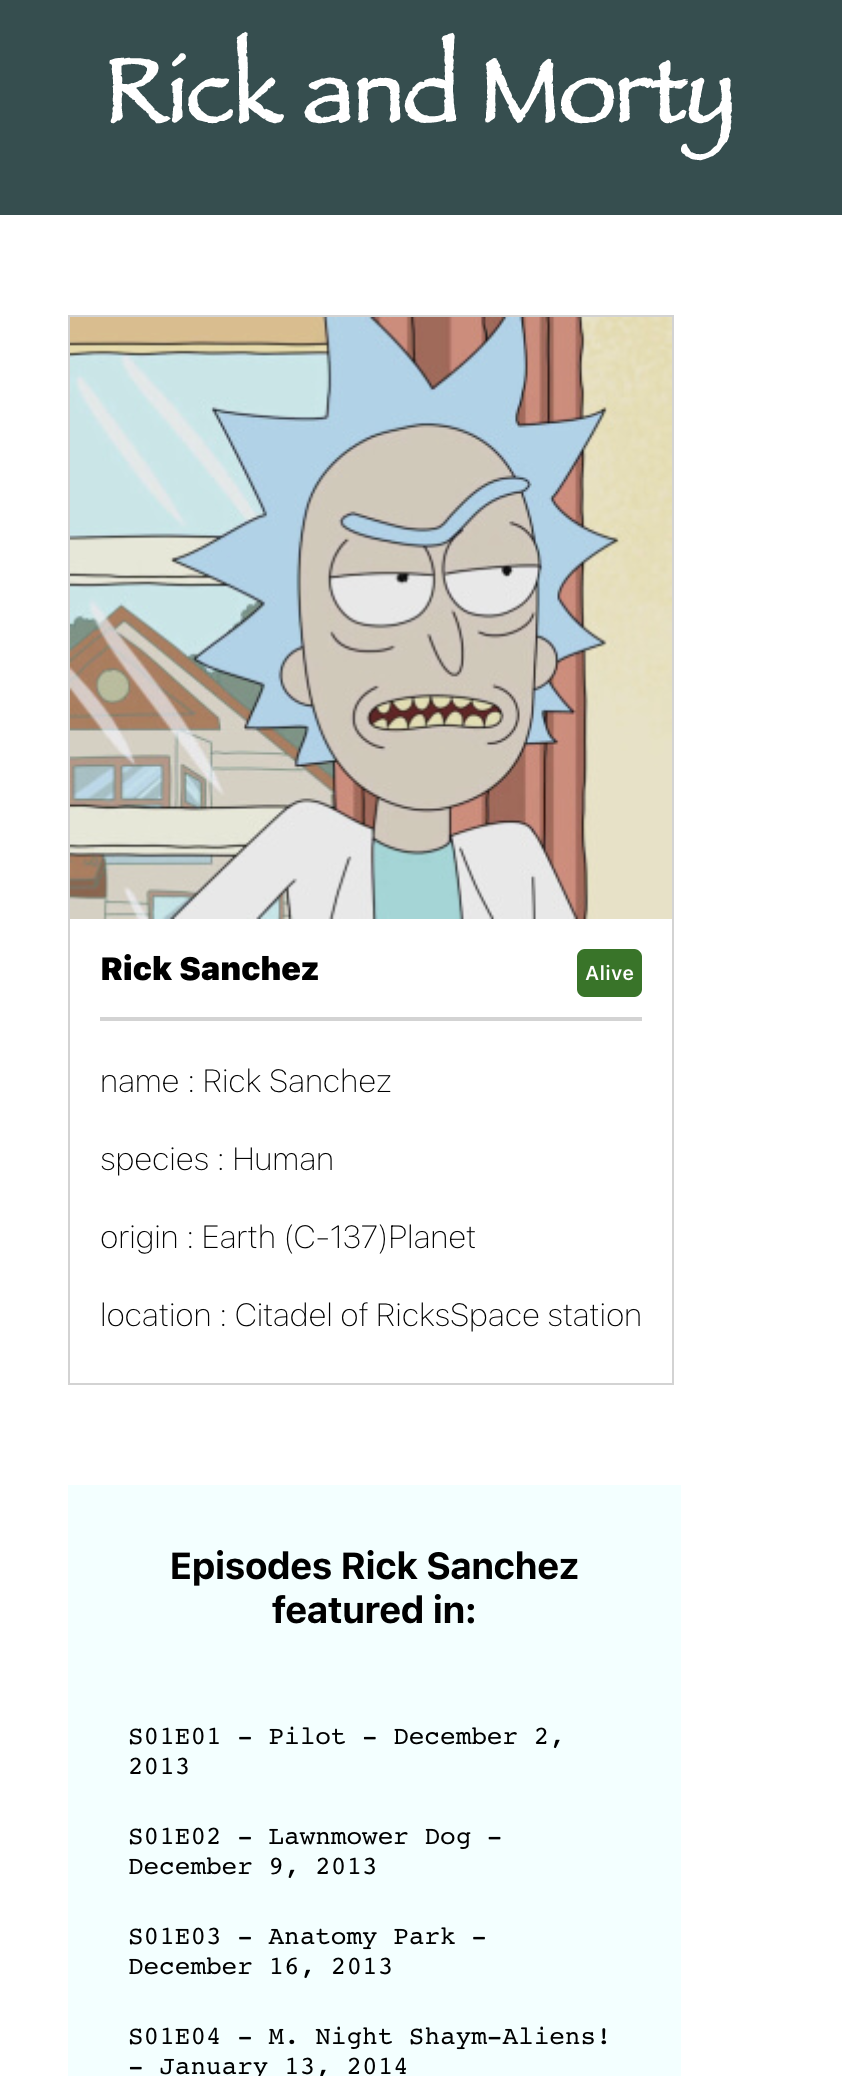 Rick and Morty
Rick Sanchez
Alive
name : Rick Sanchez
species : Human
origin : Earth (C-137)Planet
location : Citadel of RicksSpace station
Episodes Rick Sanchez
featured in:
S01E01 - Pilot - December 2,
2013
S01E02 - Lawnmower Dog -
December 9, 2013
S01E03 - Anatomy Park -
December 16, 2013
S01E04 - M. Night Shaym-Aliens!
- January 13, 2014